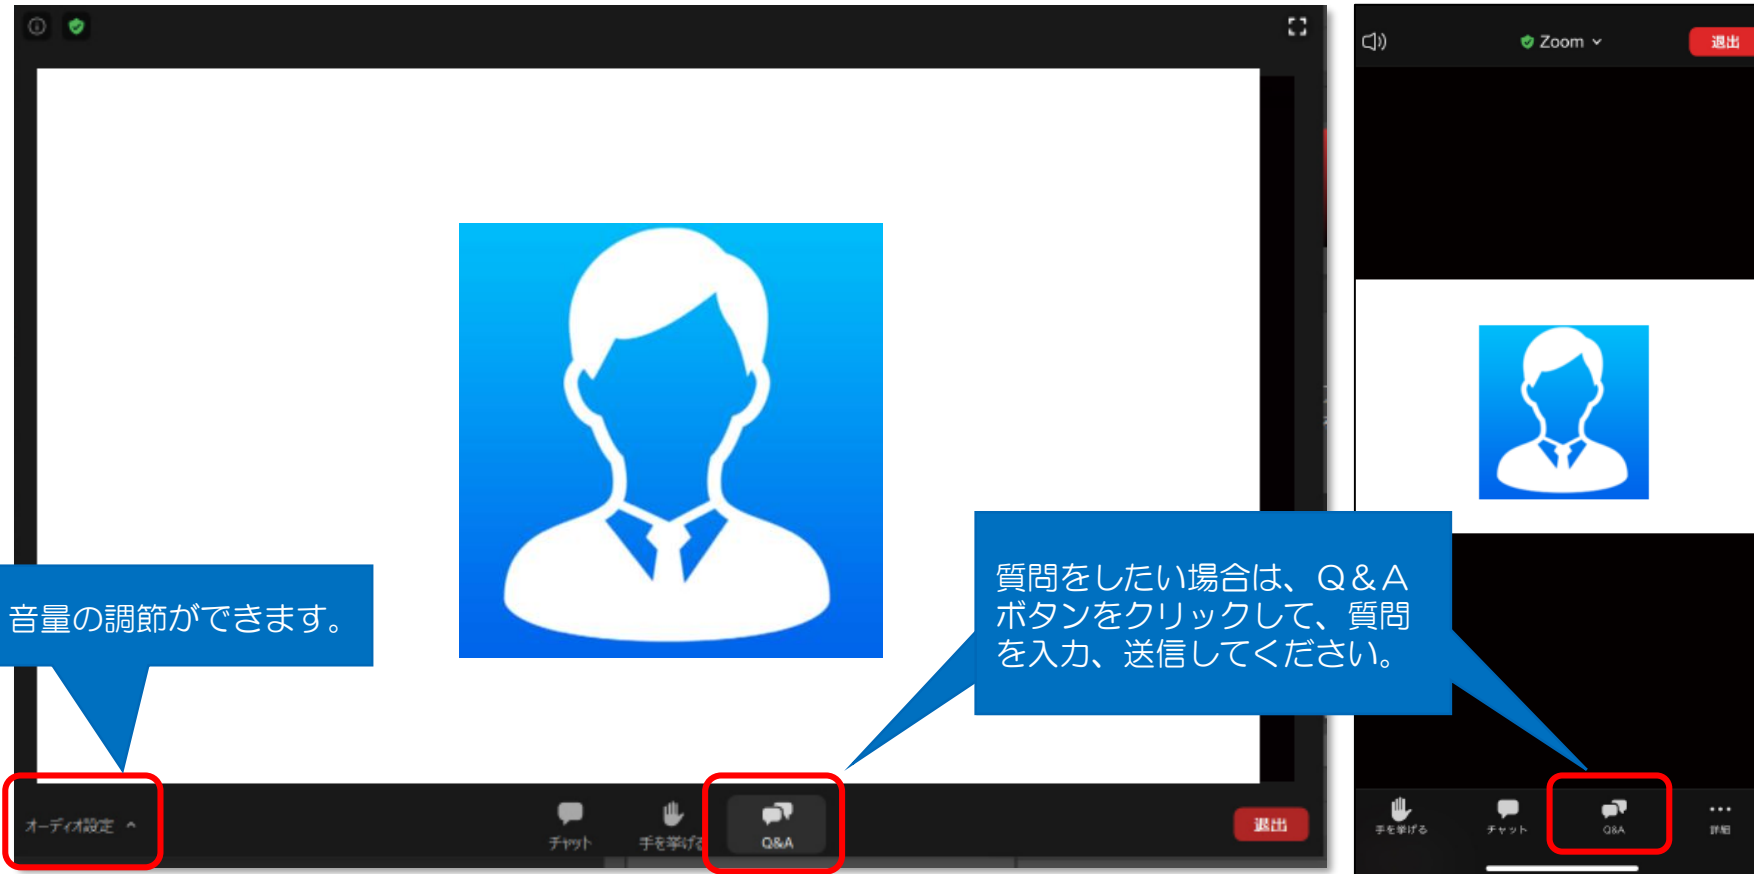 Zoom
退出
音量の調節ができます。
質問をしたい場合は、Q&A
ボタンをクリックして、質問
を入力、送信してください。
オーディオ設定
チャット
手を挙げる
Q&A
退出
手を挙げる
チャット
Q&A
詳細